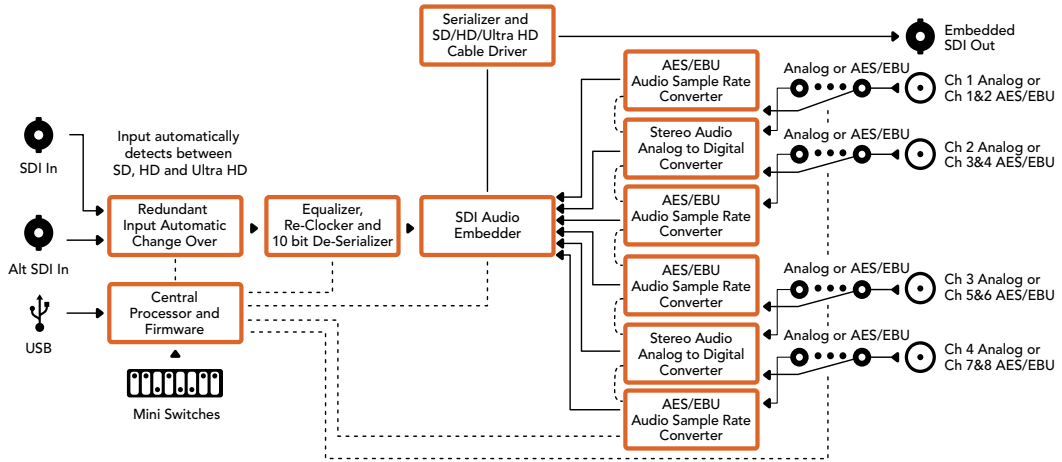 Serializer and
SD/HD/Ultra HD
Cable Driver
Embedded
SDI Out
AES/EBU
Audio Sample Rate
Converter
Analog or AES/EBU
Ch 1 Analog or
Ch 1&2 AES/EBU
SDI In
Input automatically
detects between
SD, HD and Ultra HD
Stereo Audio
Analog to Digital
Converter
Analog or AES/EBU
Ch 2 Analog or
Ch 3&4 AES/EBU
Alt SDI In
Redundant
Input Automatic
Change Over
Equalizer,
Re-Clocker and
10 bit De-Serializer
SDI Audio
Embedder
AES/EBU
Audio Sample Rate
Converter
AES/EBU
Audio Sample Rate
Converter
Analog or AES/EBU
Ch 3 Analog or
Ch 5&6 AES/EBU
USB
Central
Processor and
Firmware
Stereo Audio
Analog to Digital
Converter
Analog or AES/EBU
Ch 4 Analog or
Ch 7&8 AES/EBU
Mini Switches
AES/EBU
Audio Sample Rate
Converter